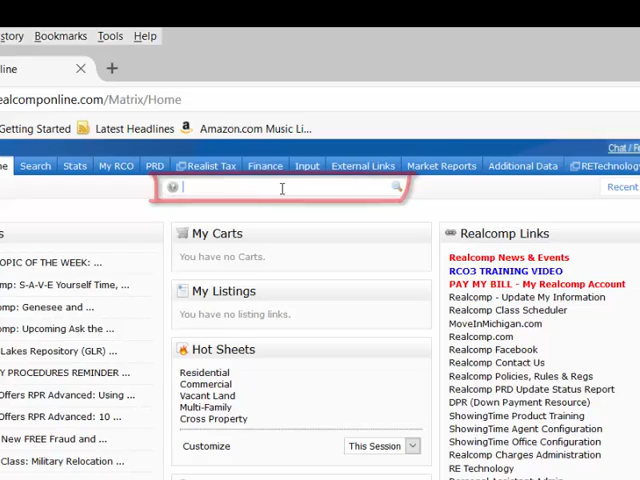 story Bookmarks Tools Help
line
ealcomponline.com/Matrix/Home
Getting Started Latest Headlines Amazon.com Music Li...
Chat / F
me Search Stats My RCO PRD Realist Tax Finance Input External Links Market Reports Additional Data RETechnology
Recent
s
OPIC OF THE WEEK: ...
omp: S-A-V-E Yourself Time, ...
omp: Genesee and ...
omp: Upcoming Ask the ...
Lakes Repository (GLR) ...
Y PROCEDURES REMINDER ...
Offers RPR Advanced: Using ...
Offers RPR Advanced: 10 ...
New FREE Fraud and ...
Class: Military Relocation ...
My Carts
You have no Carts.
My Listings
You have no listing links.
Hot Sheets
Residential
Commercial
Vacant Land
Multi-Family
Cross Property
Customize This Session
Realcomp Links
Realcomp News & Events
RCO3 TRAINING VIDEO
PAY MY BILL - My Realcomp Account
Realcomp - Update My Information
Realcomp Class Scheduler
MoveInMichigan.com
Realcomp.com
Realcomp Facebook
Realcomp Contact Us
Realcomp Policies, Rules & Regs
Realcomp PRD Update Status Report
DPR (Down Payment Resource)
ShowingTime Product Training
ShowingTime Agent Configuration
ShowingTime Office Configuration
Realcomp Charges Administration
RE Technology